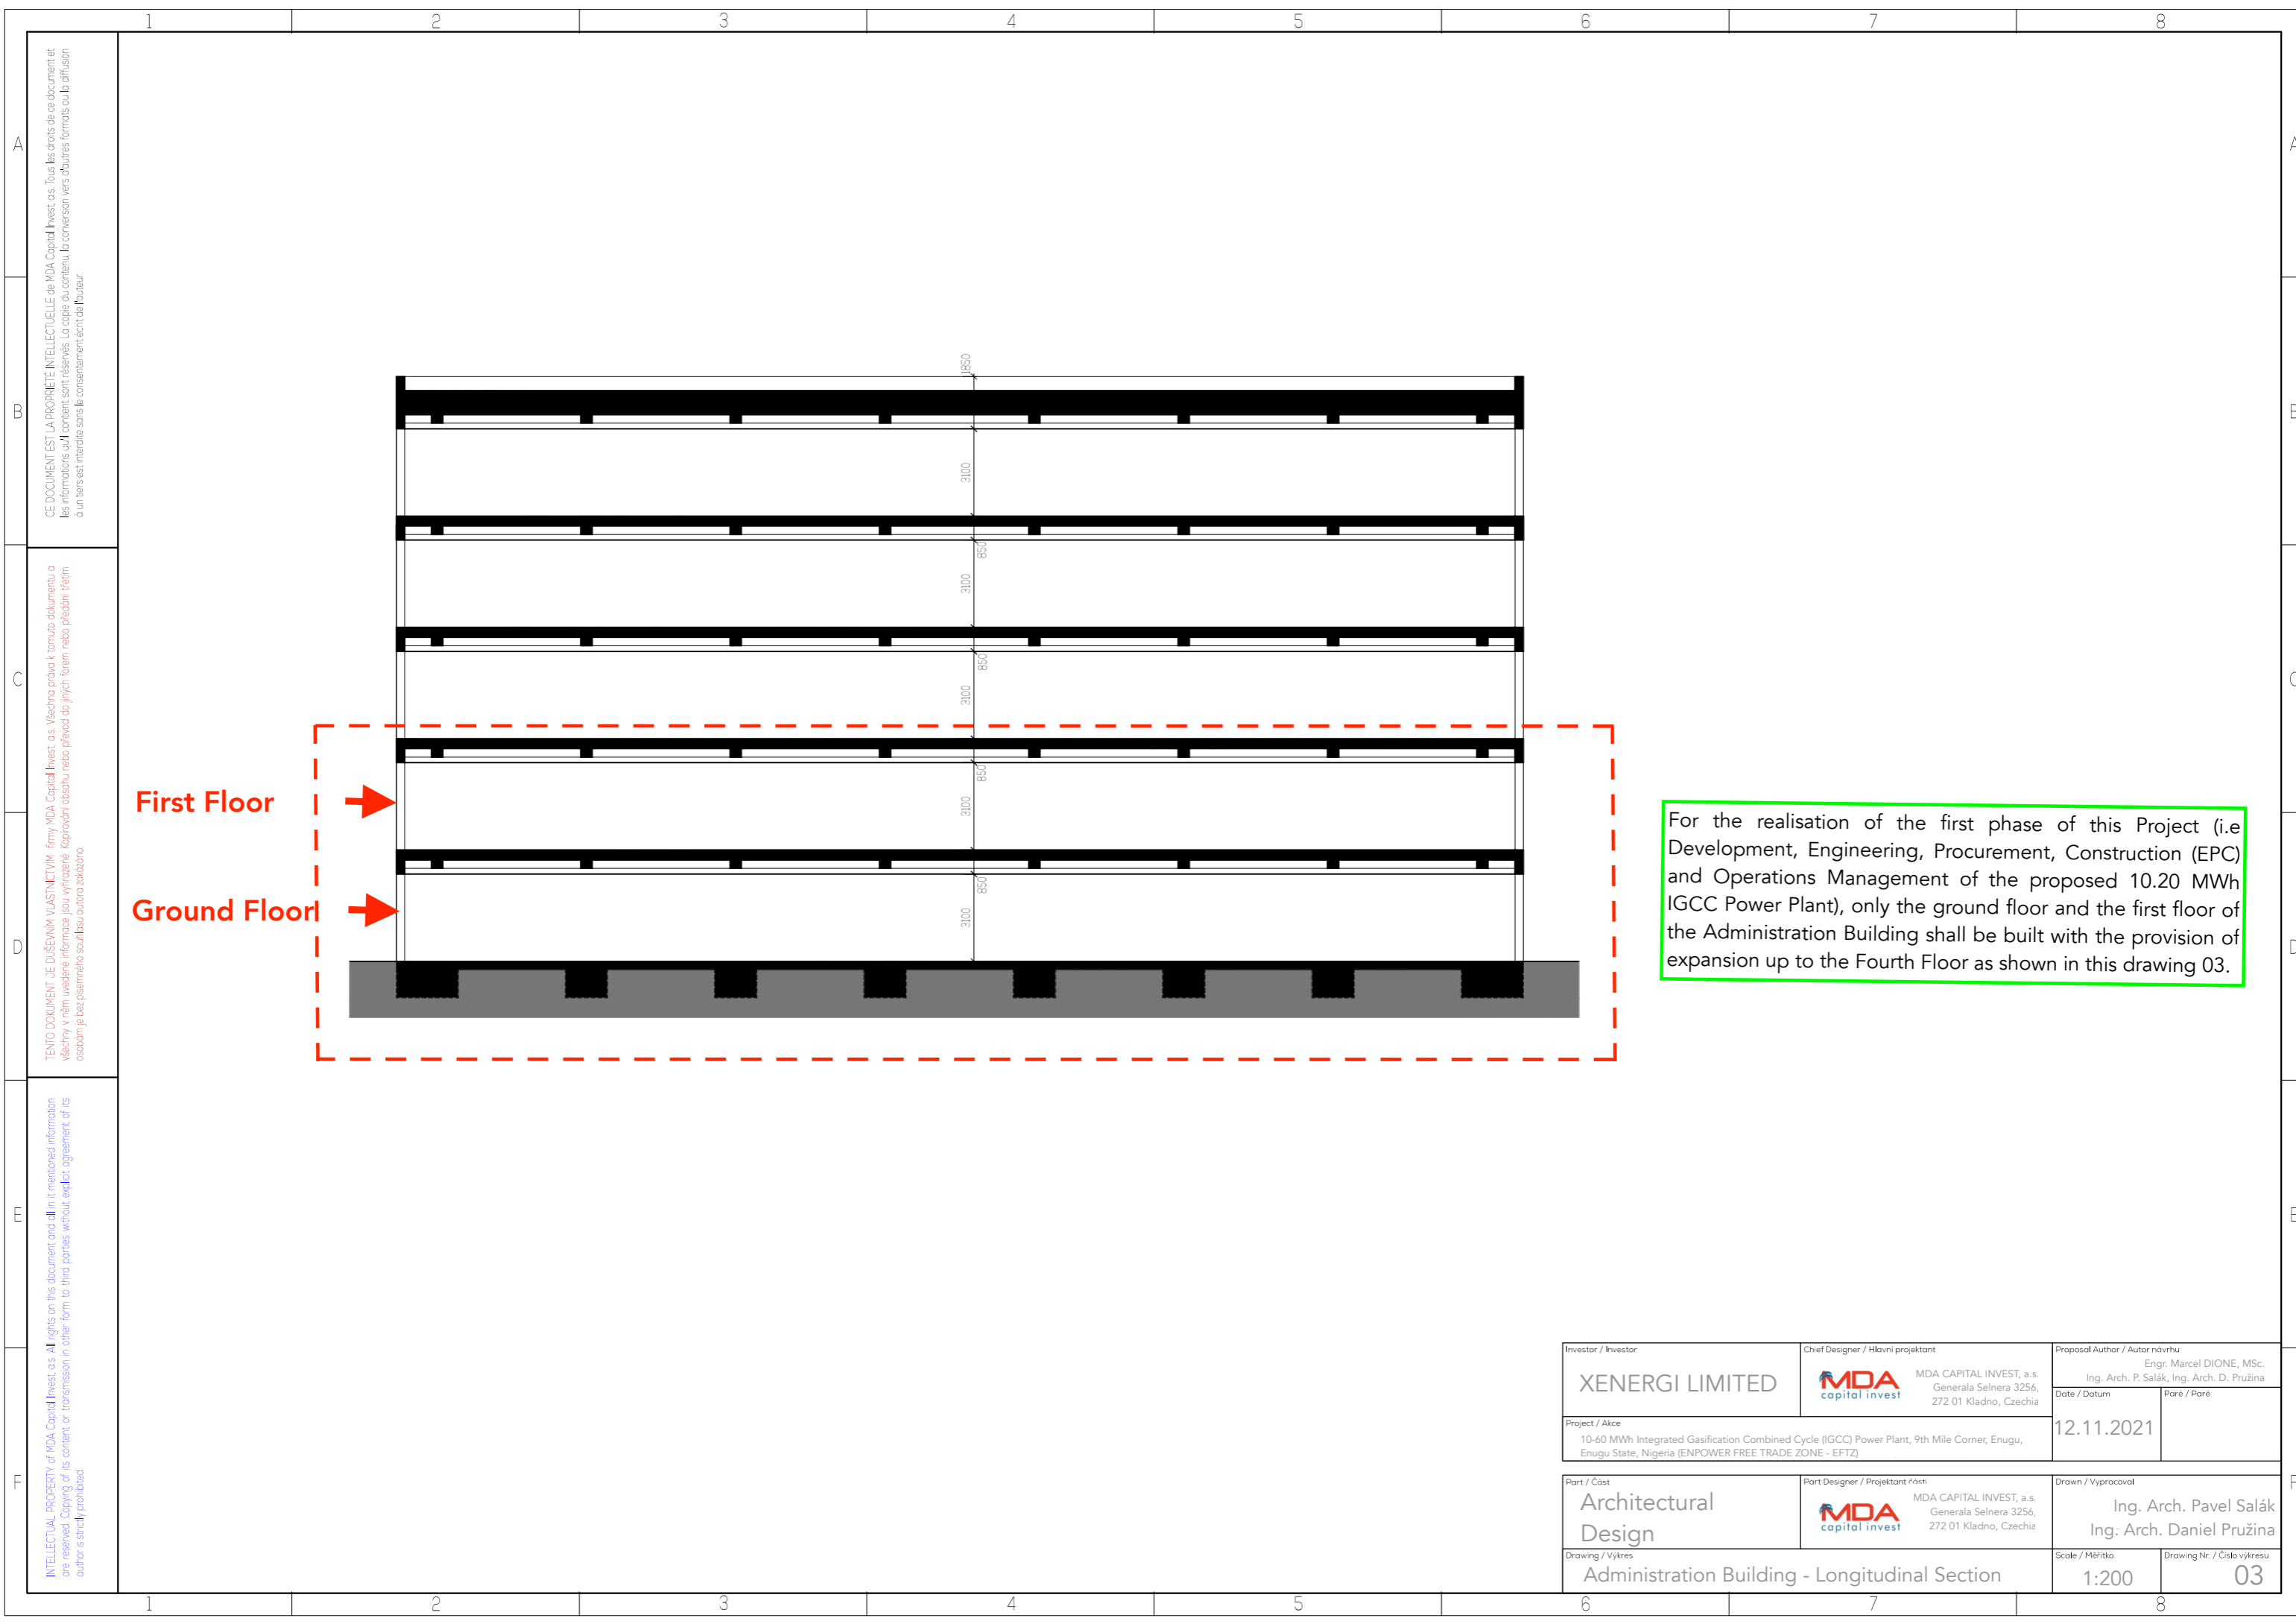 1 2 3 4 5 6 7 8
A
B
C
D
E
F
CE DOCUMENT EST LA PROPRIÉTÉ INTELLECTUELLE de MDA Capital Invest, a.s. Tous les droits de ce document et
les informations qu'il contient sont réservés. La copie du contenu, la conversion vers d'autres formats ou la diffusion
à un tiers est interdite sans le consentement écrit de l'auteur.
TENTO DOKUMENT JE DUŠEVNÍM VLASTNICTVÍM firmy MDA Capital Invest, a.s. Všechna práva k tomuto dokumentu a
všechny v něm uvedené informace jsou vyhrazené. Kopírování obsahu nebo převod do jiných forem nebo předání třetím
osobám je bez písemného souhlasu autora zakázáno.
INTELLECTUAL PROPERTY of MDA Capital Invest, a.s. All rights on this document and all in it mentioned information
are reserved. Copying of its content or transmission in other form to third parties without explicit agreement of its
author is strictly prohibited.
1850
3100
850
3100
850
3100
850
3100
850
3100
First Floor
Ground Floor
For the realisation of the first phase of this Project (i.e
Development, Engineering, Procurement, Construction (EPC)
and Operations Management of the proposed 10.20 MWh
IGCC Power Plant), only the ground floor and the first floor of
the Administration Building shall be built with the provision of
expansion up to the Fourth Floor as shown in this drawing 03.
Investor / Investor
XENERGI LIMITED
Chief Designer / Hlavní projektant
MDA
capital invest
MDA CAPITAL INVEST, a.s.
Generala Selnera 3256,
272 01 Kladno, Czechia
Proposal Author / Autor návrhu
Engr. Marcel DIONE, MSc.
Ing. Arch. P. Salák, Ing. Arch. D. Pružina
Date / Datum
12.11.2021
Paré / Paré
Project / Akce
10-60 MWh Integrated Gasification Combined Cycle (IGCC) Power Plant, 9th Mile Corner, Enugu,
Enugu State, Nigeria (ENPOWER FREE TRADE ZONE - EFTZ)
Part / Část
Architectural
Design
Part Designer / Projektant části
MDA
capital invest
MDA CAPITAL INVEST, a.s.
Generala Selnera 3256,
272 01 Kladno, Czechia
Drawn / Vypracoval
Ing. Arch. Pavel Salák
Ing. Arch. Daniel Pružina
Drawing / Výkres
Administration Building - Longitudinal Section
Scale / Měřítko
1:200
Drawing Nr. / Číslo výkresu
03
A
B
C
D
E
F
1 2 3 4 5 6 7 8